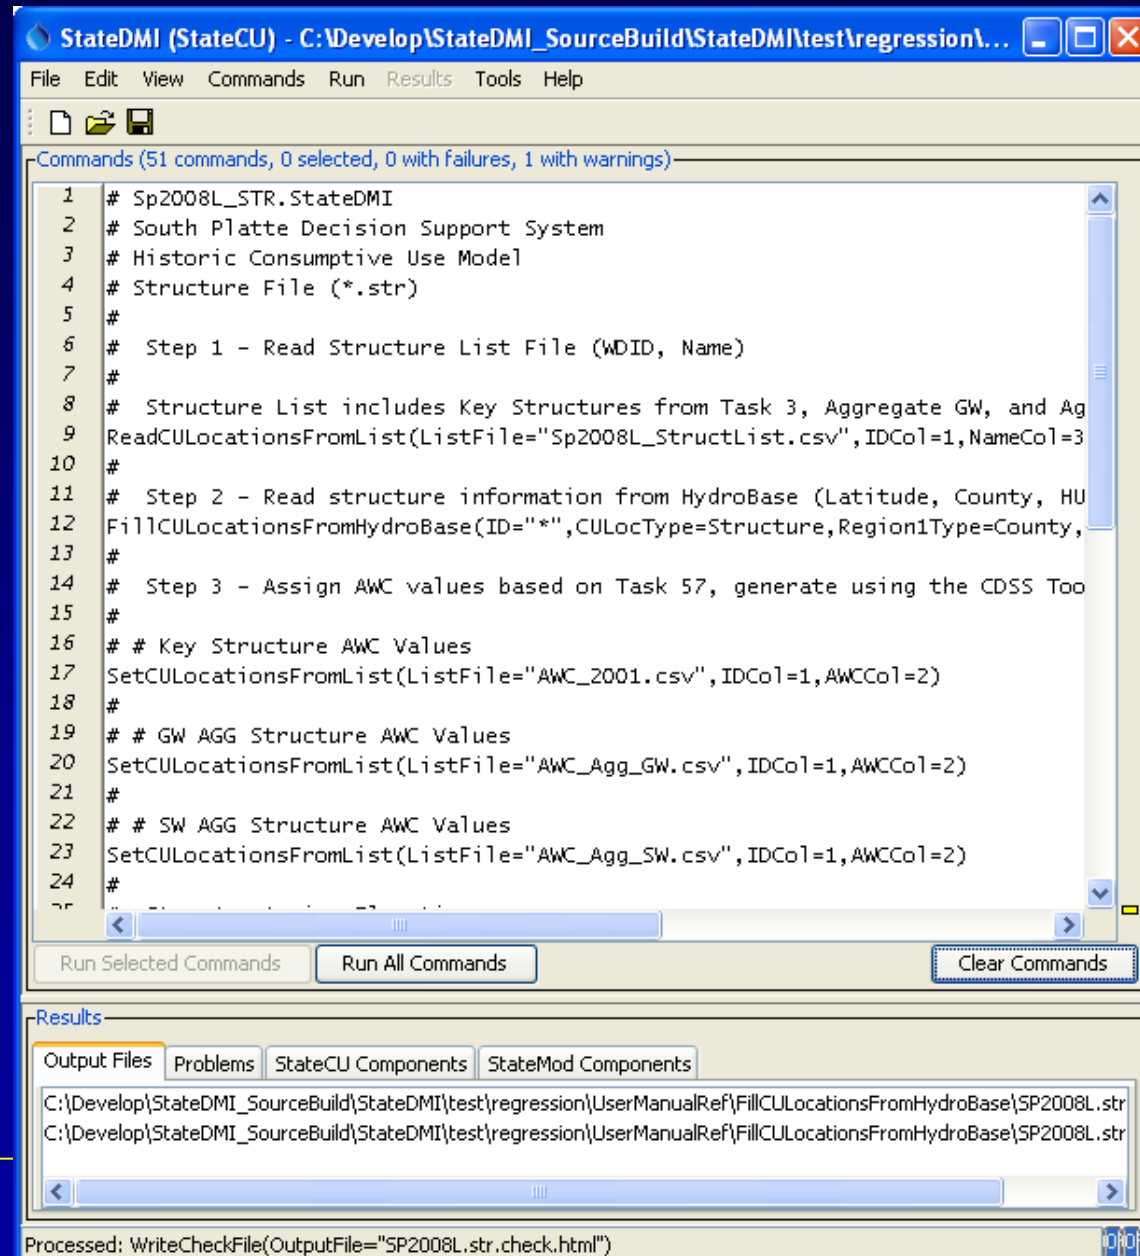 StateDMI (StateCU) - C:\Develop\StateDMI_SourceBuild\StateDMI\test\regression\...
File Edit View Commands Run Results Tools Help
Commands (51 commands, 0 selected, 0 with failures, 1 with warnings)
1 # Sp2008L_STR.StateDMI
2 # South Platte Decision Support System
3 # Historic Consumptive Use Model
4 # Structure File (*.str)
5 #
6 #  Step 1 - Read Structure List File (WDID, Name)
7 #
8 #  Structure List includes Key Structures from Task 3, Aggregate GW, and Ag
9 ReadCULocationsFromList(ListFile="Sp2008L_StructList.csv",IDCol=1,NameCol=3
10 #
11 #  Step 2 - Read structure information from HydroBase (Latitude, County, HU
12 FillCULocationsFromHydroBase(ID="*",CULocType=Structure,Region1Type=County,
13 #
14 #  Step 3 - Assign AWC values based on Task 57, generate using the CDSS Too
15 #
16 # # Key Structure AWC Values
17 SetCULocationsFromList(ListFile="AWC_2001.csv",IDCol=1,AWCCol=2)
18 #
19 # # GW AGG Structure AWC Values
20 SetCULocationsFromList(ListFile="AWC_Agg_GW.csv",IDCol=1,AWCCol=2)
21 #
22 # # SW AGG Structure AWC Values
23 SetCULocationsFromList(ListFile="AWC_Agg_SW.csv",IDCol=1,AWCCol=2)
24 #
Run Selected Commands Run All Commands Clear Commands
Results
Output Files Problems StateCU Components StateMod Components
C:\Develop\StateDMI_SourceBuild\StateDMI\test\regression\UserManualRef\FillCULocationsFromHydroBase\SP2008L.str
C:\Develop\StateDMI_SourceBuild\StateDMI\test\regression\UserManualRef\FillCULocationsFromHydroBase\SP2008L.str
Processed: WriteCheckFile(OutputFile="SP2008L.str.check.html")